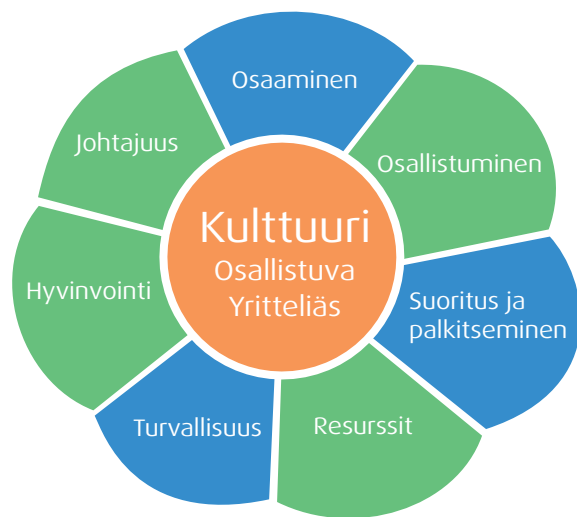 Osaaminen
Osallistuminen
Suoritus ja
palkitseminen
Resurssit
Turvallisuus
Hyvinvointi
Johtajuus
Kulttuuri
Osallistuva
Yritteliäs